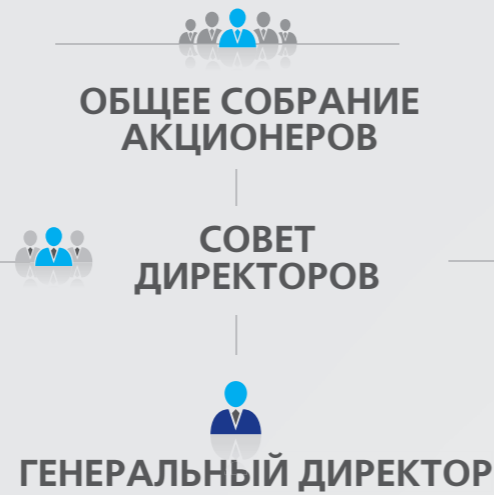 ОБЩЕЕ СОБРАНИЕ
АКЦИОНЕРОВ
СОВЕТ
ДИРЕКТОРОВ
ГЕНЕРАЛЬНЫЙ ДИРЕКТОР